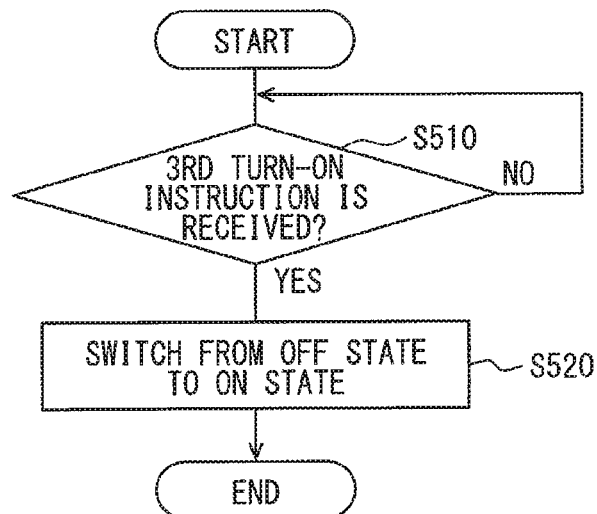 START
S510
3RD TURN-ON
INSTRUCTION IS
RECEIVED?
NO
YES
SWITCH FROM OFF STATE
TO ON STATE
S520
END